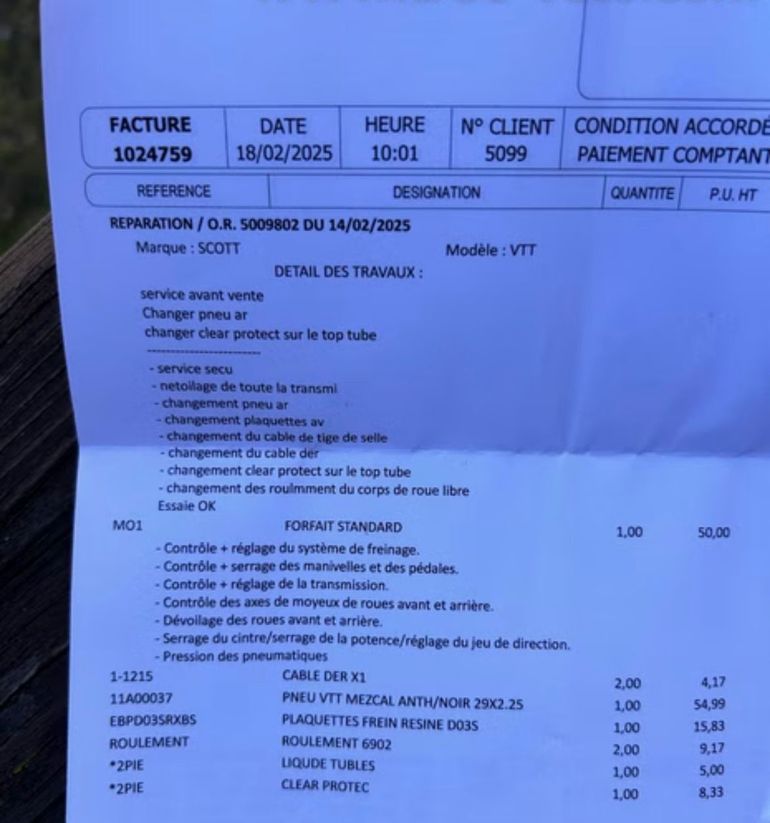 FACTURE DATE HEURE N° CLIENT CONDITION ACCORDÉ
1024759 18/02/2025 10:01 5099 PAIEMENT COMPTANT
REFERENCE DESIGNATION QUANTITE P.U. HT
REPARATION / O.R. 5009802 DU 14/02/2025
Marque : SCOTT Modèle : VTT
DETAIL DES TRAVAUX :
service avant vente
Changer pneu ar
changer clear protect sur le top tube
--------------------
- service secu
- netoilage de toute la transmi
- changement pneu ar
- changement plaquettes av
- changement du cable de tige de selle
- changement du cable der
- changement clear protect sur le top tube
- changement des roulmment du corps de roue libre
Essaie OK
MO1 FORFAIT STANDARD 1,00 50,00
- Contrôle + réglage du système de freinage.
- Contrôle + serrage des manivelles et des pédales.
- Contrôle + réglage de la transmission.
- Contrôle des axes de moyeux de roues avant et arrière.
- Dévoilage des roues avant et arrière.
- Serrage du cintre/serrage de la potence/réglage du jeu de direction.
- Pression des pneumatiques
1-1215 CABLE DER X1 2,00 4,17
11A00037 PNEU VTT MEZCAL ANTH/NOIR 29X2.25 1,00 54,99
EBPD03SRXBS PLAQUETTES FREIN RESINE D03S 1,00 15,83
ROULEMENT ROULEMENT 6902 2,00 9,17
*2PIE LIQUDE TUBLES 1,00 5,00
*2PIE CLEAR PROTEC 1,00 8,33